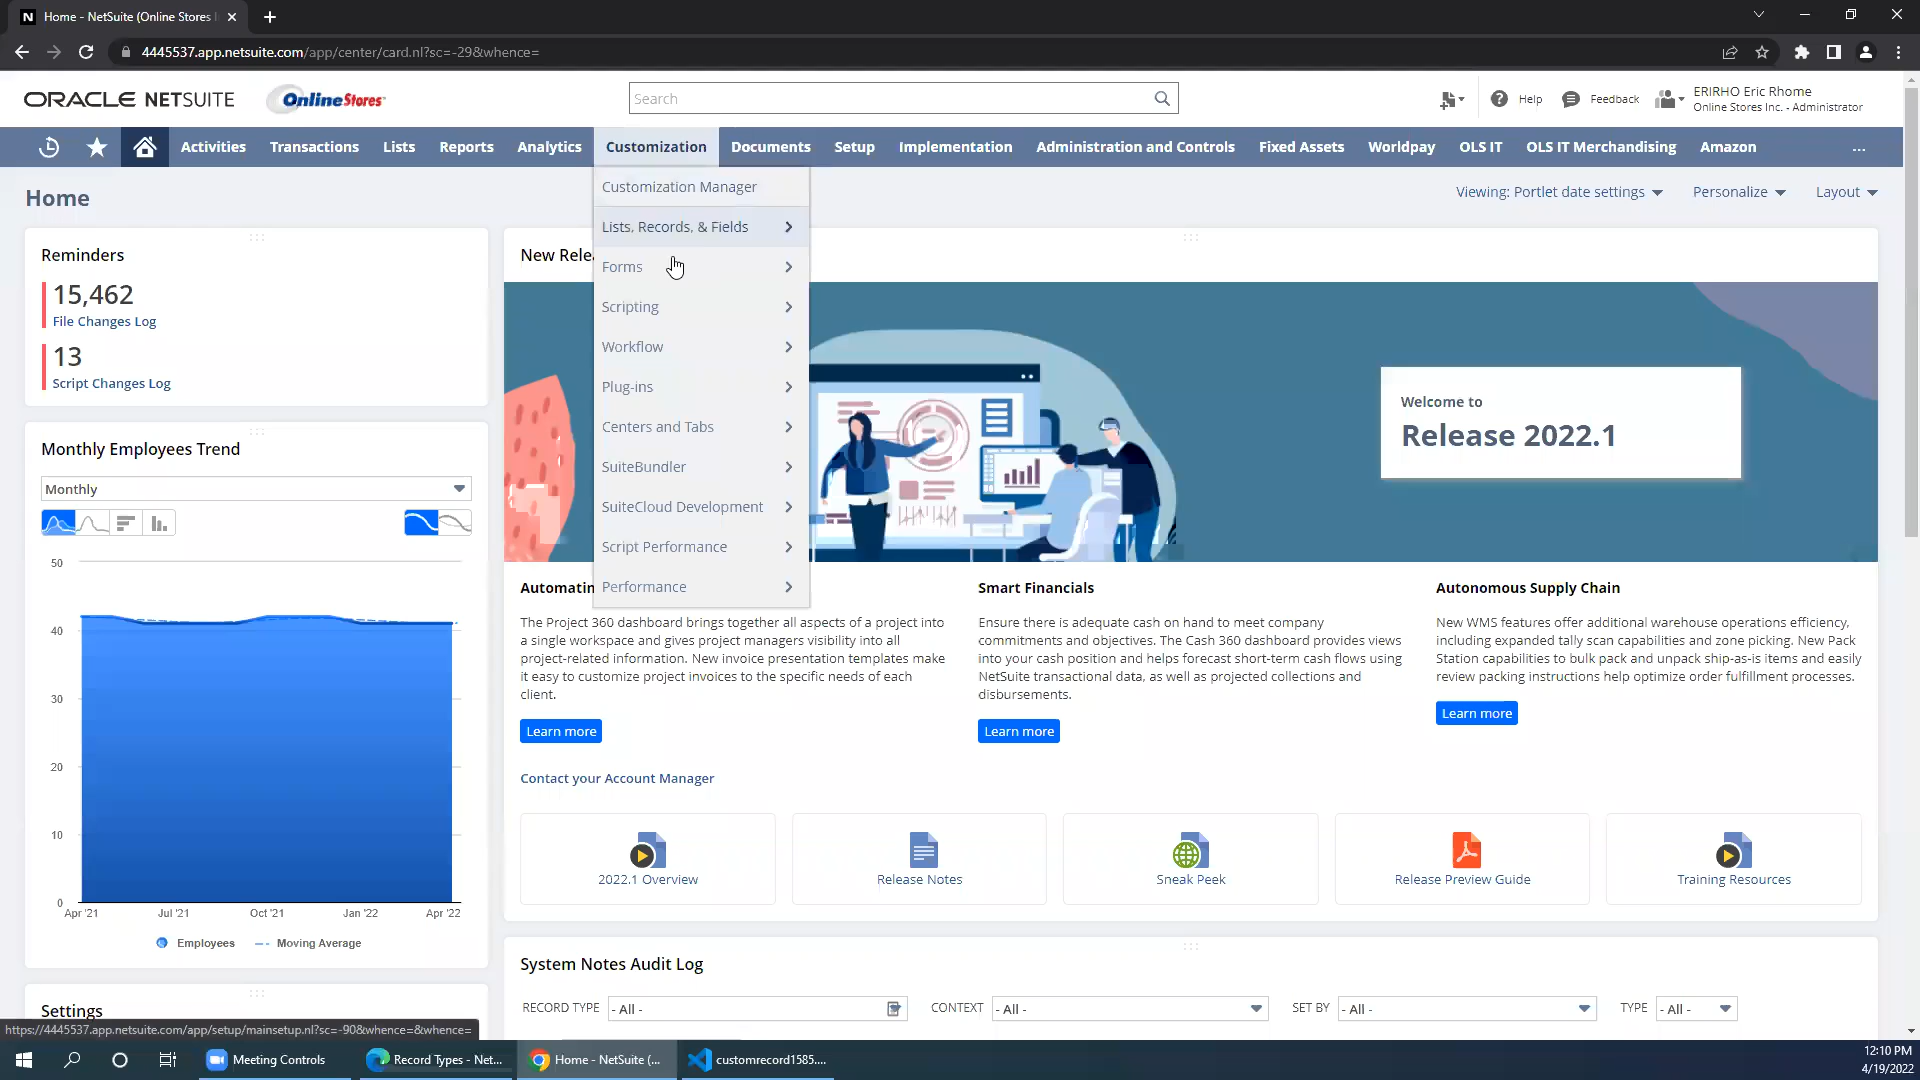 Home - NetSuite (Online Stores I
4445537.app.netsuite.com/app/center/card.nl?sc=-29&whence=
ORACLE NETSUITE
OnlineStores
Search
Help
Feedback
ERIRHO Eric Rhome
Online Stores Inc. - Administrator
Activities
Transactions
Lists
Reports
Analytics
Customization
Documents
Setup
Implementation
Administration and Controls
Fixed Assets
Worldpay
OLS IT
OLS IT Merchandising
Amazon
...
Home
Viewing: Portlet date settings
Personalize
Layout
Customization Manager
Lists, Records, & Fields
Forms
Scripting
Workflow
Plug-ins
Centers and Tabs
SuiteBundler
SuiteCloud Development
Script Performance
Performance
Reminders
15,462
File Changes Log
13
Script Changes Log
Monthly Employees Trend
Monthly
50
40
30
20
10
0
Apr '21
Jul '21
Oct '21
Jan '22
Apr '22
Employees
Moving Average
Settings
New Rele
Welcome to
Release 2022.1
Automatin
The Project 360 dashboard brings together all aspects of a project into
a single workspace and gives project managers visibility into all
project-related information. New invoice presentation templates make
it easy to customize project invoices to the specific needs of each
client.
Learn more
Smart Financials
Ensure there is adequate cash on hand to meet company
commitments and objectives. The Cash 360 dashboard provides views
into your cash position and helps forecast short-term cash flows using
NetSuite transactional data, as well as projected collections and
disbursements.
Learn more
Autonomous Supply Chain
New WMS features offer additional warehouse operations efficiency,
including expanded tally scan capabilities and zone picking. New Pack
Station capabilities to bulk pack and unpack ship-as-is items and easily
review packing instructions help optimize order fulfillment processes.
Learn more
Contact your Account Manager
2022.1 Overview
Release Notes
Sneak Peek
Release Preview Guide
Training Resources
System Notes Audit Log
RECORD TYPE
- All -
CONTEXT
- All -
SET BY
- All -
TYPE
- All -
https://4445537.app.netsuite.com/app/setup/mainsetup.nl?sc=-90&whence=&whence=
Meeting Controls
Record Types - Net...
Home - NetSuite (...
customrecord1585....
12:10 PM
4/19/2022